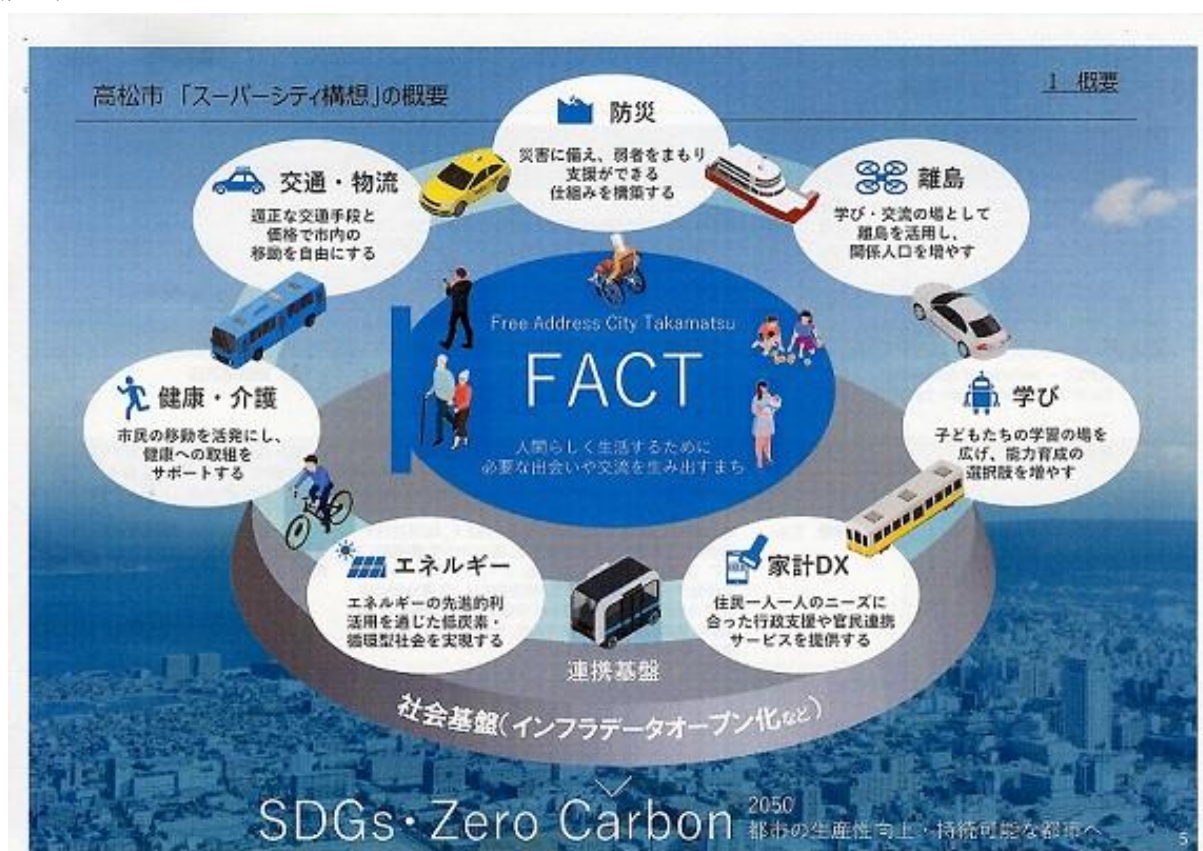 高松市「スーパーシティ構想」の概要
1 概要
防災
災害に備え、弱者をまもり
支援ができる
仕組みを構築する
交通・物流
適正な交通手段と
価格で市内の
移動を自由にする
離島
学び・交流の場として
離島を活用し、
関係人口を増やす
Free Address City Takamatsu
FACT
人間らしく生活するために
必要な出会いや交流を生み出すまち
健康・介護
市民の移動を活発にし、
健康への取組を
サポートする
学び
子どもたちの学習の場を
広げ、能力育成の
選択肢を増やす
エネルギー
エネルギーの先進的利
活用を通じた低炭素・
循環型社会を実現する
家計DX
住民一人一人のニーズに
合った行政支援や官民連携
サービスを提供する
連携基盤
社会基盤(インフラデータオープン化など)
SDGs・Zero Carbon
2050
都市の生産性向上・持続可能な都市へ
5